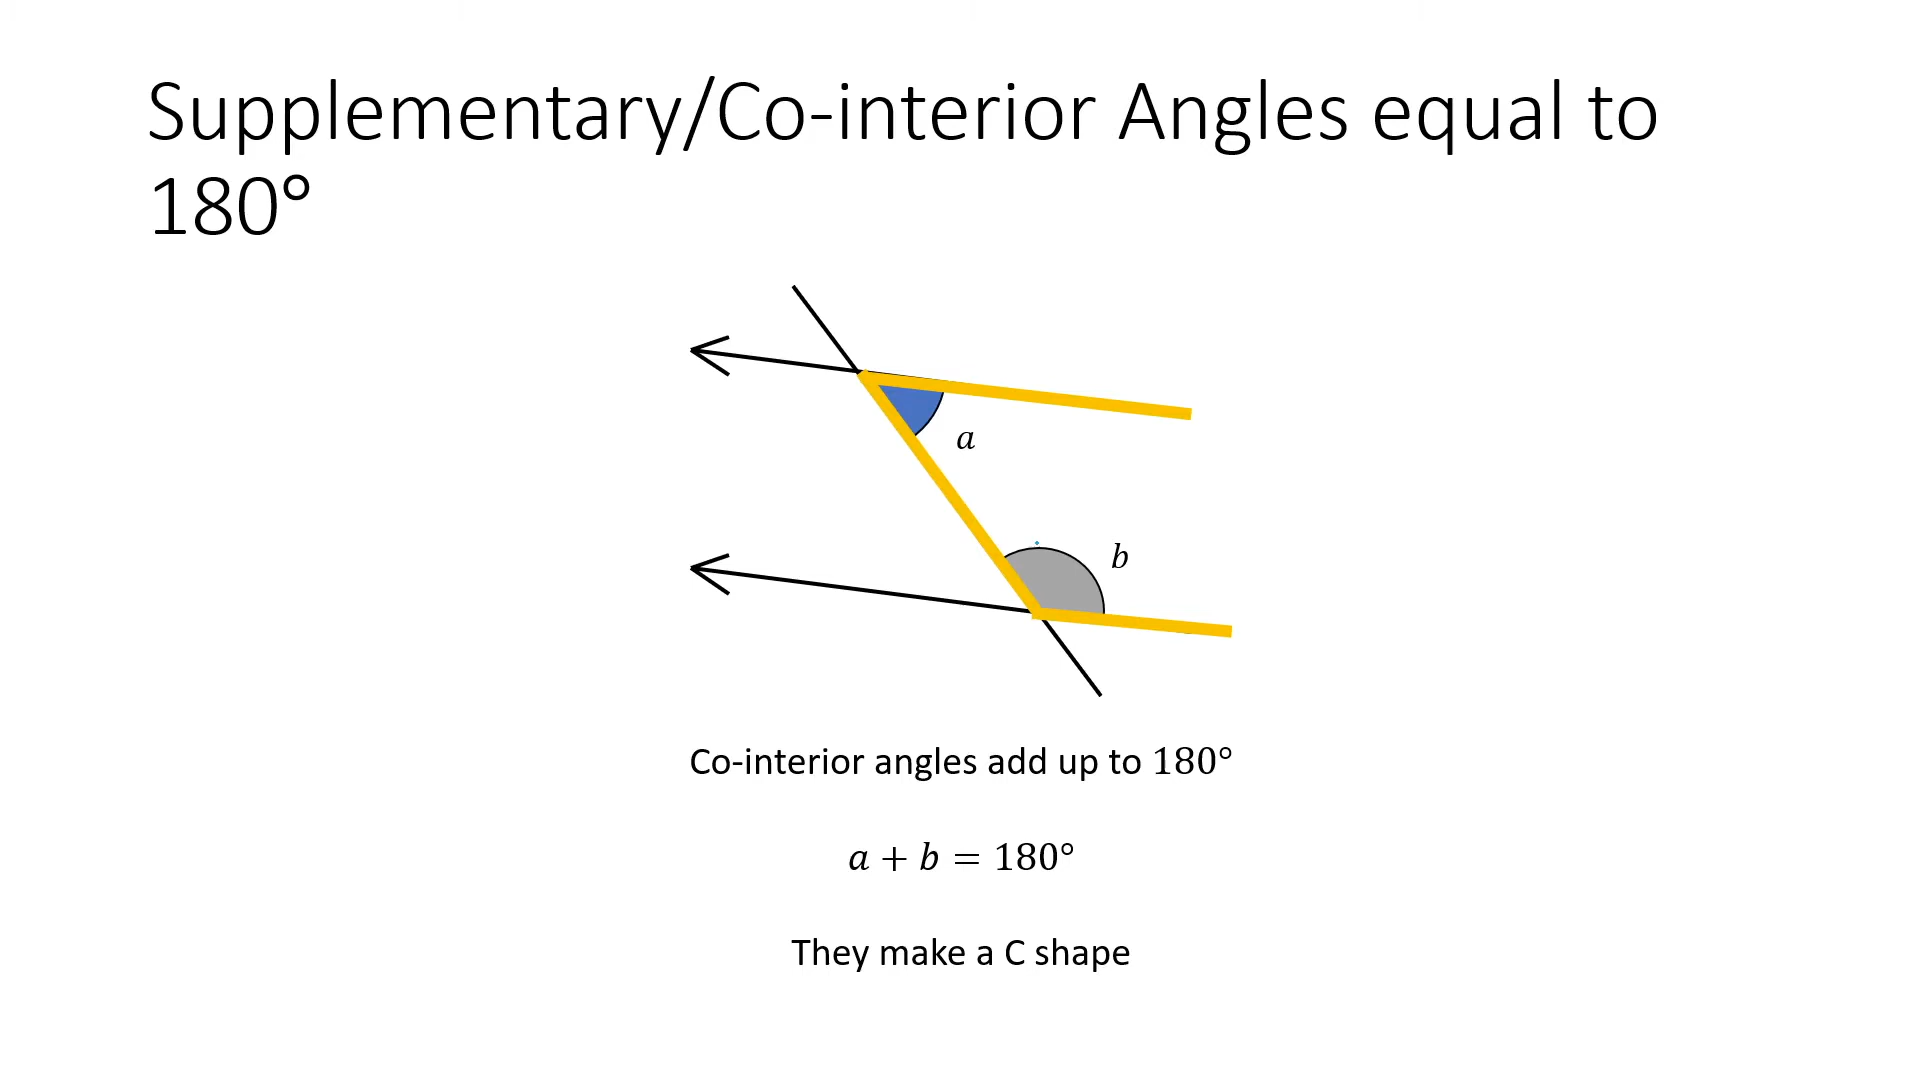 Supplementary/Co-interior Angles equal to
180°
a
b
Co-interior angles add up to 180°
a + b = 180°
They make a C shape